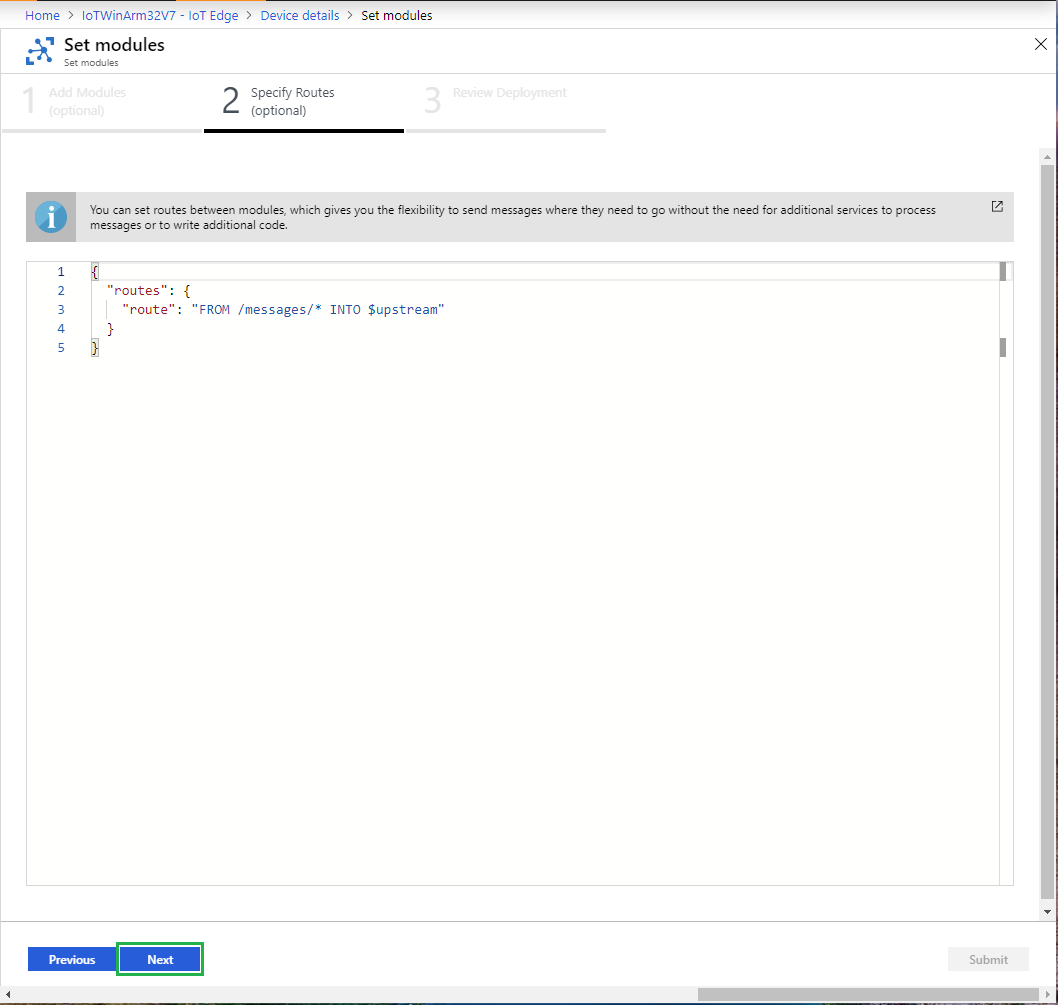 Home > IoTWinArm32V7 - IoT Edge > Device details > Set modules
Set modules
Set modules
1 Add Modules
(optional)
2 Specify Routes
(optional)
3 Review Deployment
You can set routes between modules, which gives you the flexibility to send messages where they need to go without the need for additional services to process
messages or to write additional code.
1 {
2 "routes": {
3 "route": "FROM /messages/* INTO $upstream"
4 }
5 }
Previous Next Submit